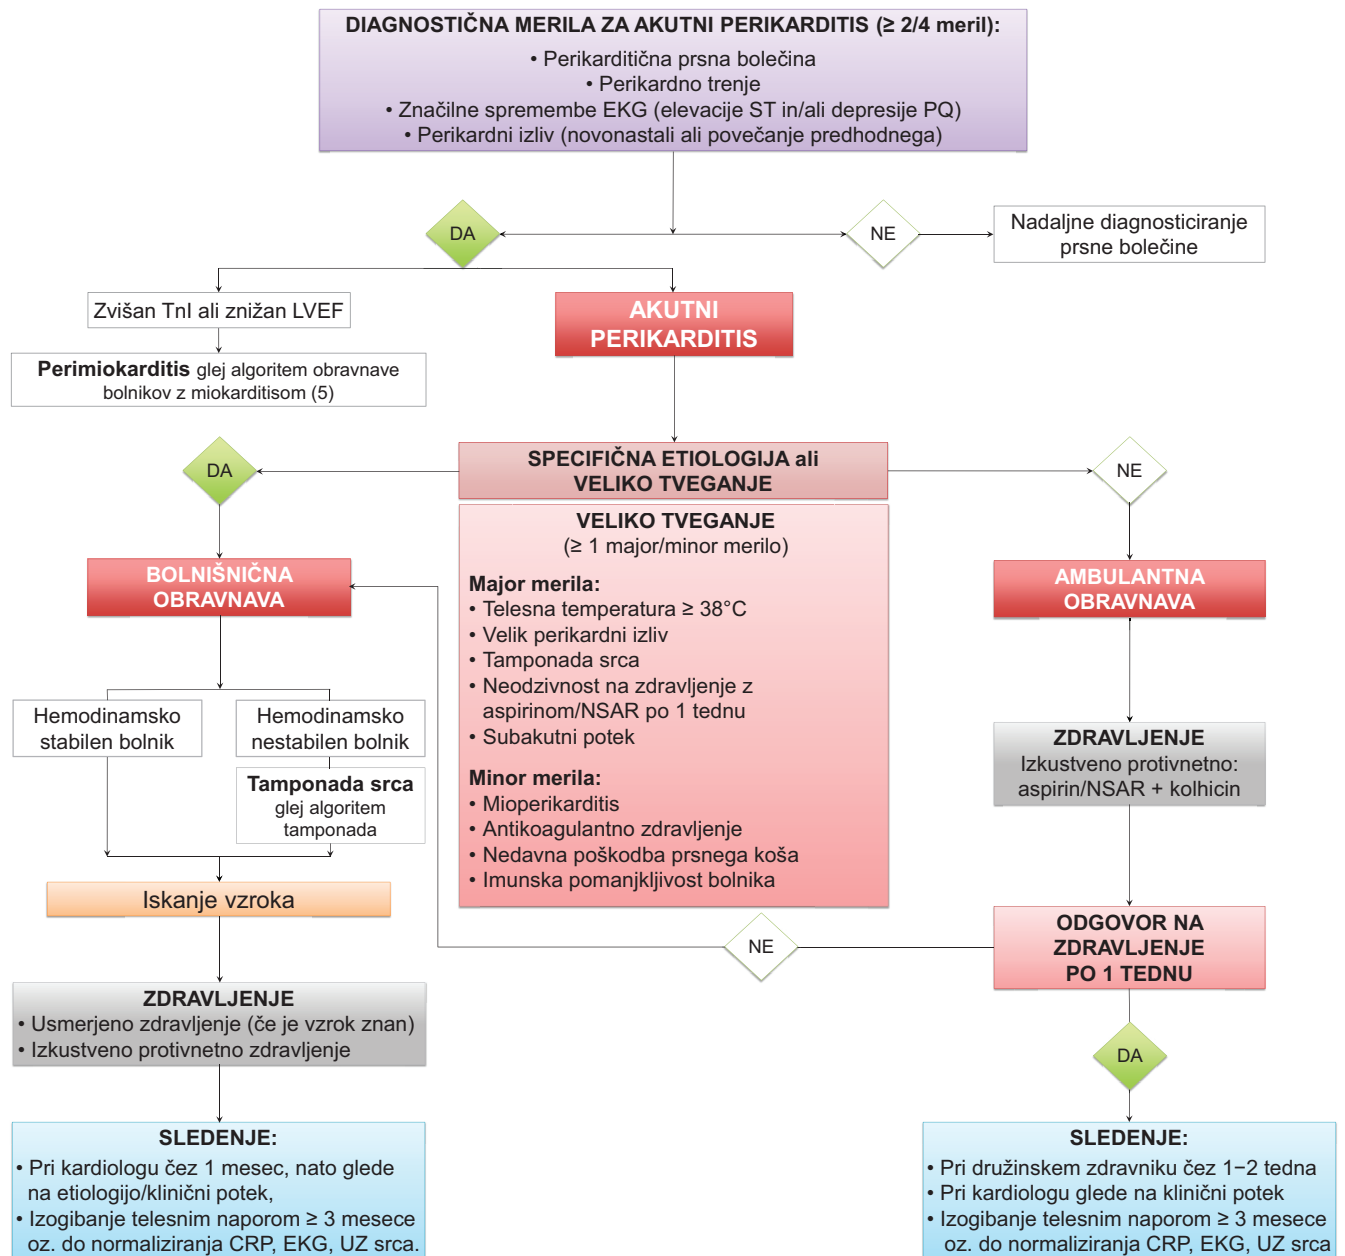 DIAGNOSTIČNA MERILA ZA AKUTNI PERIKARDITIS (≥ 2/4 meril):
• Perikarditična prsna bolečina
• Perikardno trenje
• Značilne spremembe EKG (elevacije ST in/ali depresije PQ)
• Perikardni izliv (novonastali ali povečanje predhodnega)
DA
NE
Nadaljne diagnosticiranje
prsne bolečine
Zvišan TnI ali znižan LVEF
Perimiokarditis glej algoritem obravnave
bolnikov z miokarditisom (5)
AKUTNI
PERIKARDITIS
DA
SPECIFIČNA ETIOLOGIJA ali
VELIKO TVEGANJE
NE
VELIKO TVEGANJE
(≥ 1 major/minor merilo)
Major merila:
• Telesna temperatura ≥ 38°C
• Velik perikardni izliv
• Tamponada srca
• Neodzivnost na zdravljenje z
aspirinom/NSAR po 1 tednu
• Subakutni potek
Minor merila:
• Mioperikarditis
• Antikoagulantno zdravljenje
• Nedavna poškodba prsnega koša
• Imunska pomanjkljivost bolnika
BOLNIŠNIČNA
OBRAVNAVA
Hemodinamsko
stabilen bolnik
Hemodinamsko
nestabilen bolnik
Tamponada srca
glej algoritem
tamponada
Iskanje vzroka
ZDRAVLJENJE
• Usmerjeno zdravljenje (če je vzrok znan)
• Izkustveno protivnetno zdravljenje
SLEDENJE:
• Pri kardiologu čez 1 mesec, nato glede
na etiologijo/klinični potek,
• Izogibanje telesnim naporom ≥ 3 mesece
oz. do normaliziranja CRP, EKG, UZ srca.
AMBULANTNA
OBRAVNAVA
ZDRAVLJENJE
Izkustveno protivnetno:
aspirin/NSAR + kolhicin
ODGOVOR NA
ZDRAVLJENJE
PO 1 TEDNU
NE
DA
SLEDENJE:
• Pri družinskem zdravniku čez 1−2 tedna
• Pri kardiologu glede na klinični potek
• Izogibanje telesnim naporom ≥ 3 mesece
oz. do normaliziranja CRP, EKG, UZ srca